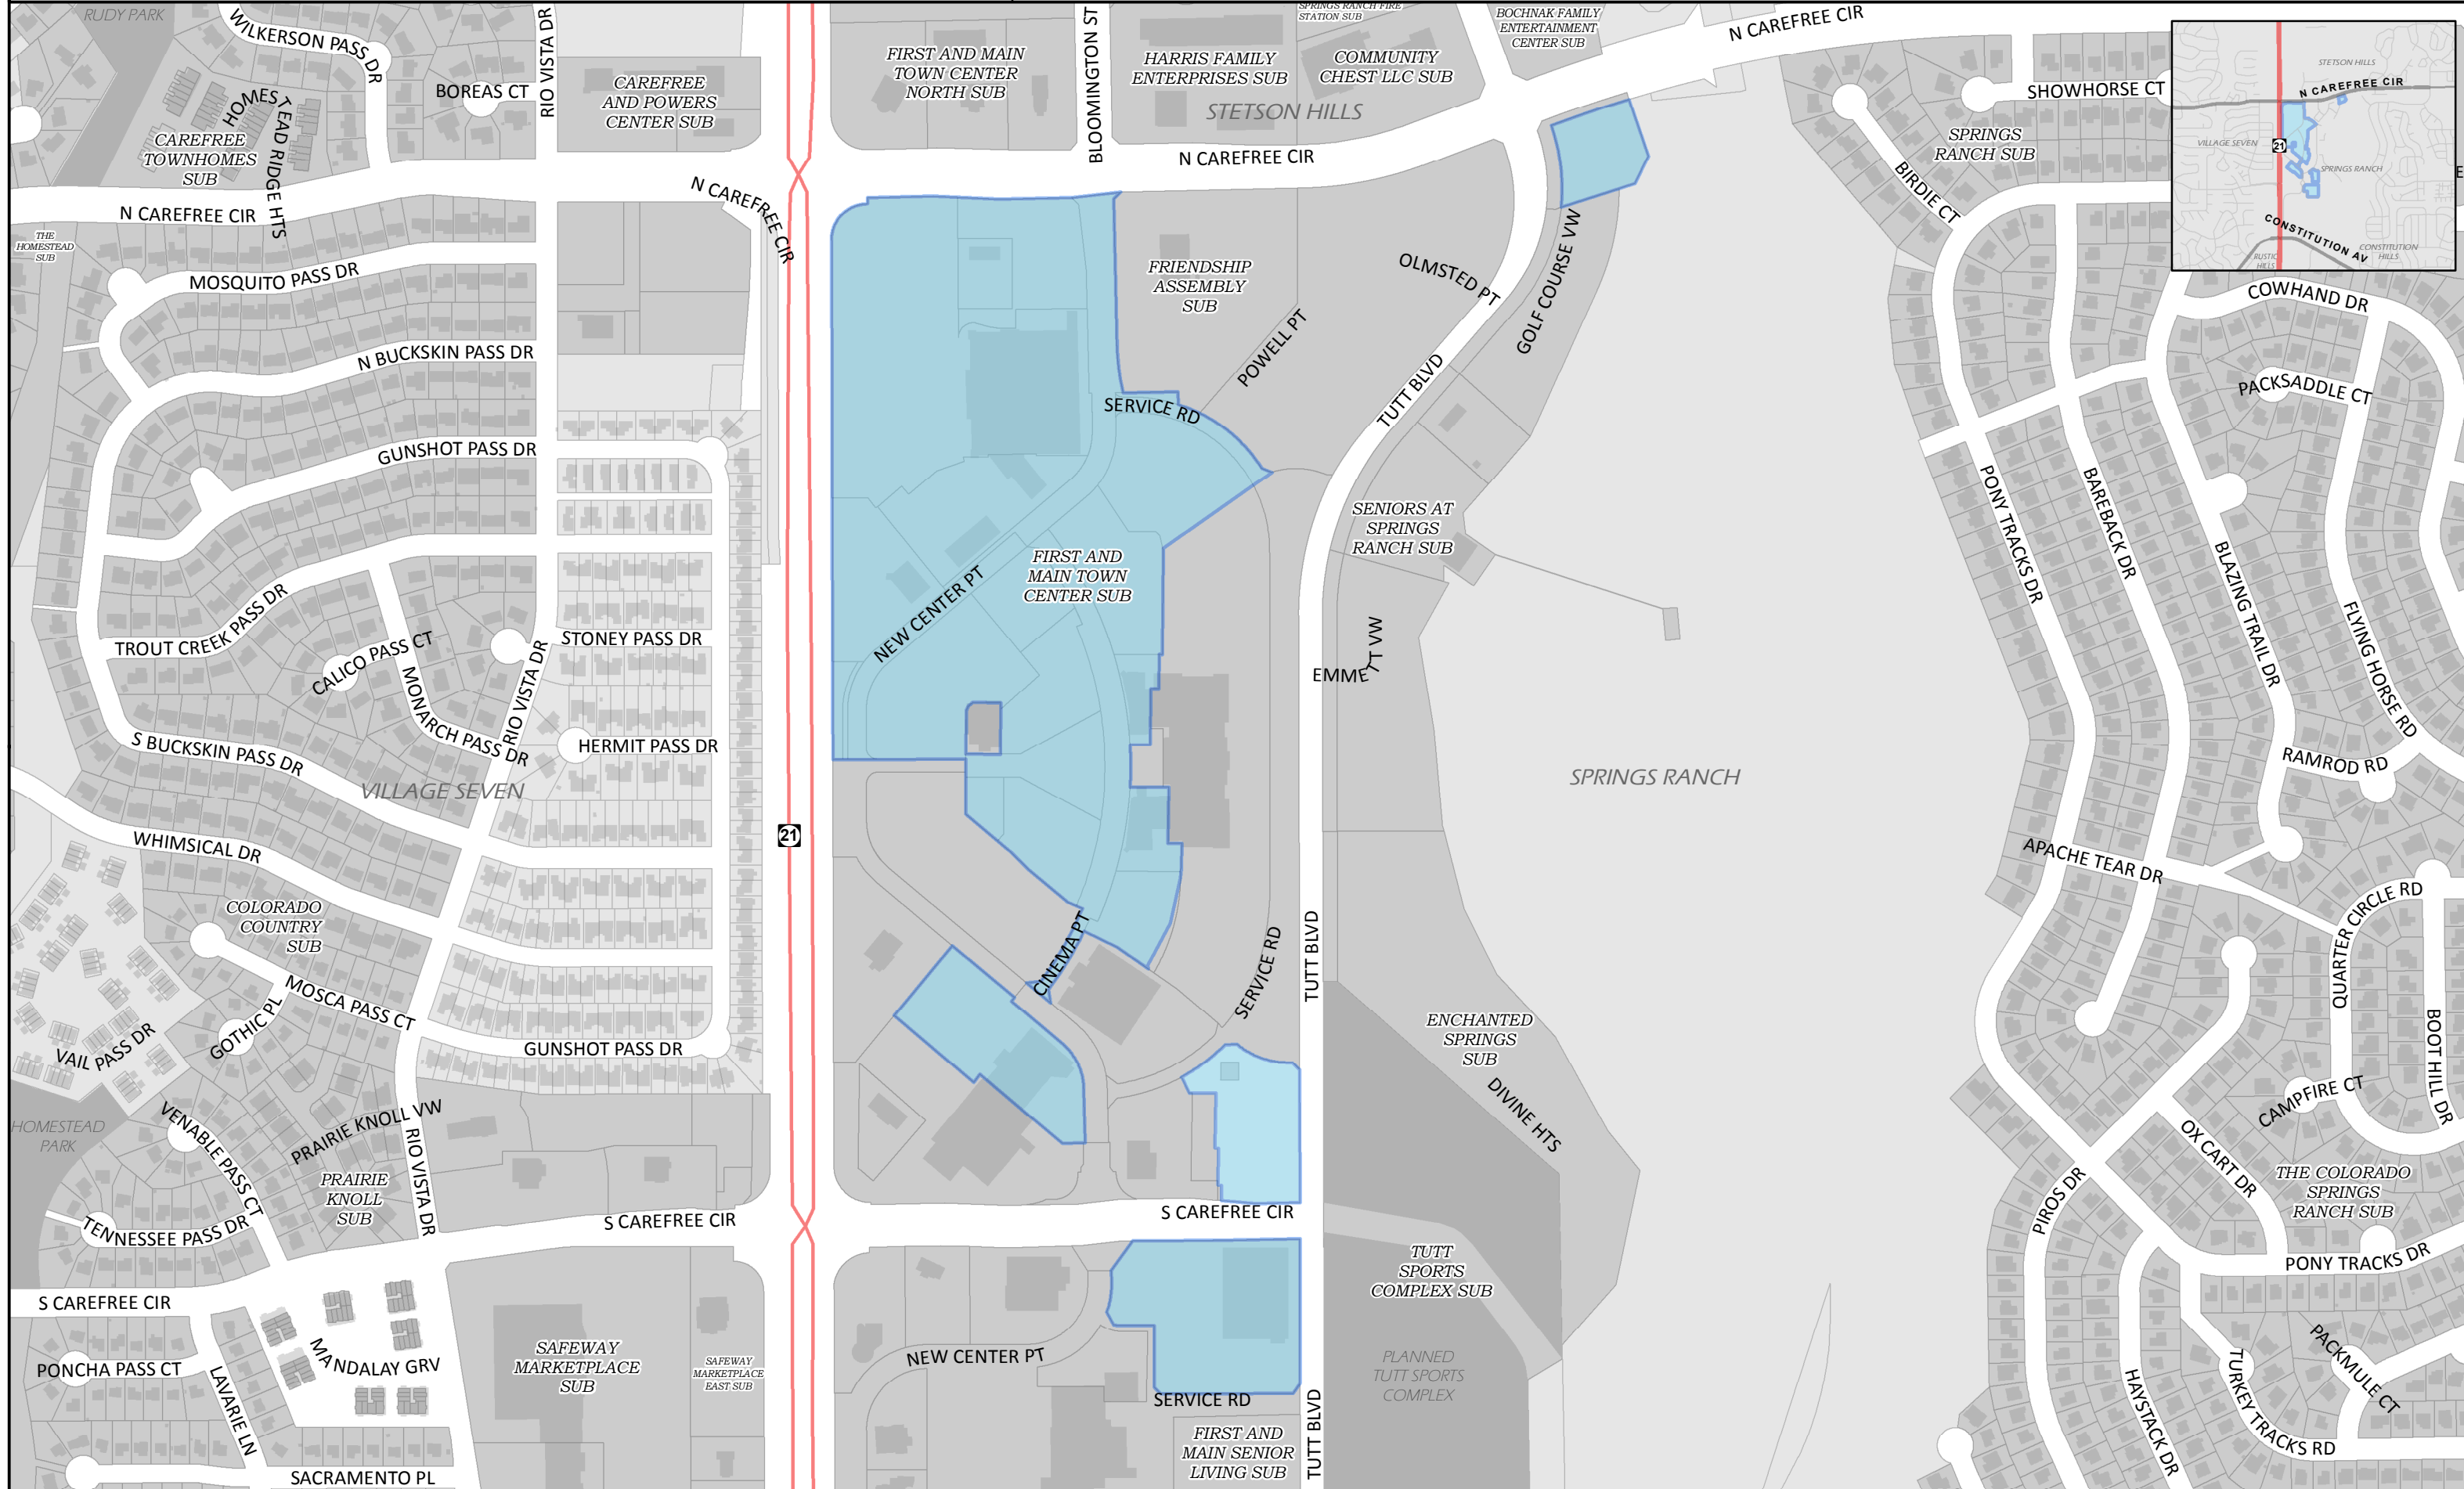 RUDY PARK
WILKERSON PASS DR
RIO VISTA DR
BOREAS CT
HOMESTEAD RIDGE HTS
CAREFREE
TOWNHOMES
SUB
CAREFREE
AND POWERS
CENTER SUB
FIRST AND MAIN
TOWN CENTER
NORTH SUB
BLOOMINGTON ST
HARRIS FAMILY
ENTERPRISES SUB
SPRINGS RANCH FIRE
STATION SUB
COMMUNITY
CHEST LLC SUB
STETSON HILLS
BOCHNAK FAMILY
ENTERTAINMENT
CENTER SUB
N CAREFREE CIR
SHOWHORSE CT
SPRINGS
RANCH SUB
BIRDIE CT
STETSON HILLS
N CAREFREE CIR
VILLAGE SEVEN
21
SPRINGS RANCH
CONSTITUTION AV
CONSTITUTION
HILLS
RUSTIC
HILLS
E
N CAREFREE CIR
N CAREFREE CIR
N CAREFREE CIR
THE
HOMESTEAD
SUB
MOSQUITO PASS DR
N BUCKSKIN PASS DR
GUNSHOT PASS DR
FRIENDSHIP
ASSEMBLY
SUB
POWELL PT
OLMSTED PT
GOLF COURSE VW
TUTT BLVD
SERVICE RD
COWHAND DR
PACKSADDLE CT
PONY TRACKS DR
BAREBACK DR
BLAZING TRAIL DR
FLYING HORSE RD
SENIORS AT
SPRINGS
RANCH SUB
FIRST AND
MAIN TOWN
CENTER SUB
NEW CENTER PT
TROUT CREEK PASS DR
CALICO PASS CT
MONARCH PASS DR
RIO VISTA DR
STONEY PASS DR
HERMIT PASS DR
EMMETT VW
S BUCKSKIN PASS DR
VILLAGE SEVEN
SPRINGS RANCH
RAMROD RD
21
WHIMSICAL DR
APACHE TEAR DR
QUARTER CIRCLE RD
COLORADO
COUNTRY
SUB
CINEMA PT
SERVICE RD
TUTT BLVD
MOSCA PASS CT
GOTHIC PL
VAIL PASS DR
GUNSHOT PASS DR
ENCHANTED
SPRINGS
SUB
DIVINE HTS
BOOT HILL DR
CAMPFIRE CT
HOMESTEAD
PARK
VENABLE PASS CT
PRAIRIE KNOLL VW
RIO VISTA DR
PRAIRIE
KNOLL
SUB
TENNESSEE PASS DR
OX CART DR
THE COLORADO
SPRINGS
RANCH SUB
PIROS DR
S CAREFREE CIR
S CAREFREE CIR
S CAREFREE CIR
TUTT
SPORTS
COMPLEX SUB
PONY TRACKS DR
PONCHA PASS CT
LAVARIE LN
MANDALAY GRV
SAFEWAY
MARKETPLACE
SUB
SAFEWAY
MARKETPLACE
EAST SUB
NEW CENTER PT
SERVICE RD
TUTT BLVD
PLANNED
TUTT SPORTS
COMPLEX
HAYSTACK DR
TURKEY TRACKS RD
PACKMULE CT
FIRST AND
MAIN SENIOR
LIVING SUB
SACRAMENTO PL